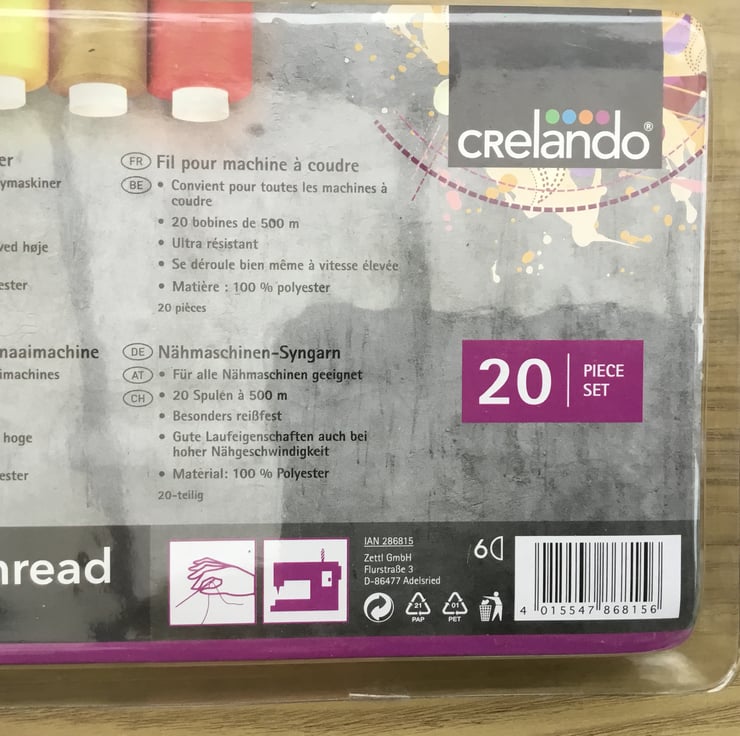 CRelando®
er
ymaskiner
ved høje
ester
FR Fil pour machine à coudre
BE • Convient pour toutes les machines à
coudre
• 20 bobines de 500 m
• Ultra résistant
• Se déroule bien même à vitesse élevée
• Matière : 100 % polyester
20 pièces
naaimachine
imachines
hoge
ester
DE Nähmaschinen-Syngarn
AT • Für alle Nähmaschinen geeignet
CH • 20 Spulen à 500 m
• Besonders reißfest
• Gute Laufeigenschaften auch bei
hoher Nähgeschwindigkeit
• Material: 100 % Polyester
20-teilig
20 PIECE
SET
hread
IAN 286815
Zettl GmbH
Flurstraße 3
D-86477 Adelsried
21
PAP
01
PET
6
4 015547 868156